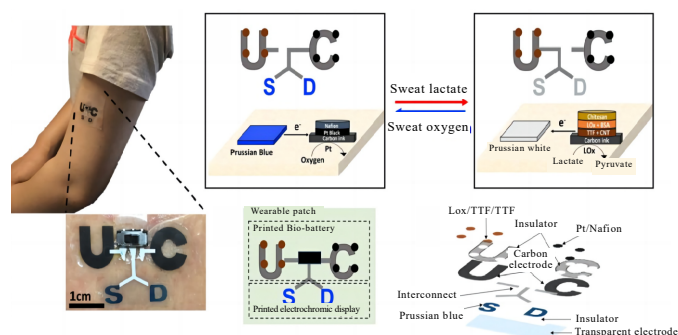 U C
S D
U C
S D
Nafion
Pt Black
Carbon ink
e-
Prussian Blue
Pt
Oxygen
Sweat lactate
Sweat oxygen
U C
S D
Chitosan
LOx + BSA
TTF + CNT
Carbon ink
e-
Prussian white
LOx
Lactate
Pyruvate
U C
S D
1cm
Wearable patch
Printed Bio-battery
U C
S D
Printed electrochromic display
Lox/TTF/TTF
Insulator
Pt/Nafion
Carbon
electrode
U C
Interconnect
Prussian blue
S D
Insulator
Transparent electrode